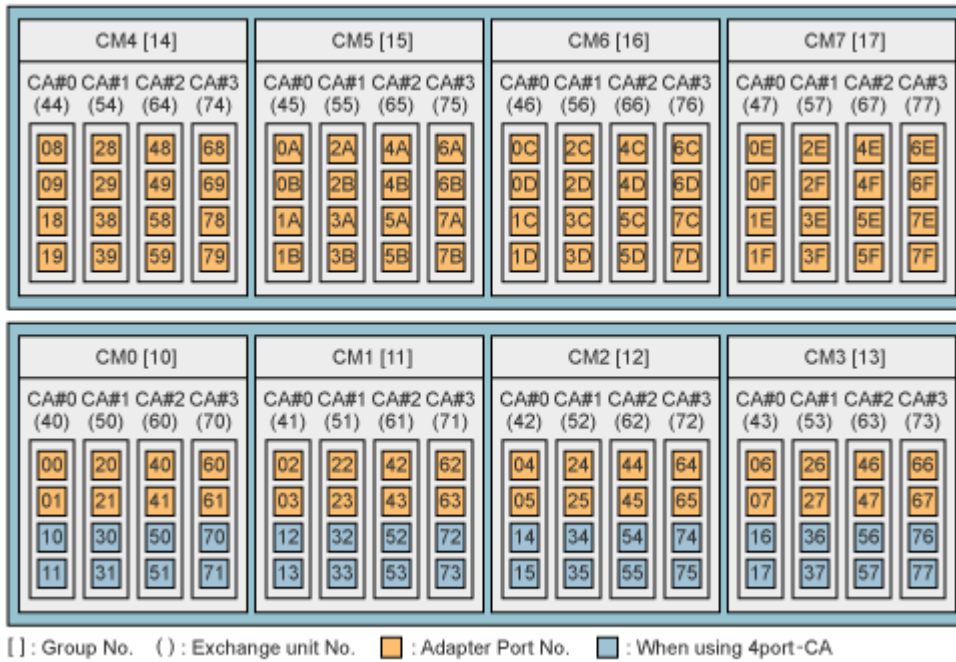 CM4 [14] CM5 [15] CM6 [16] CM7 [17]
CA#0 CA#1 CA#2 CA#3 CA#0 CA#1 CA#2 CA#3 CA#0 CA#1 CA#2 CA#3 CA#0 CA#1 CA#2 CA#3
(44) (54) (64) (74) (45) (55) (65) (75) (46) (56) (66) (76) (47) (57) (67) (77)
08 28 48 68 0A 2A 4A 6A 0C 2C 4C 6C 0E 2E 4E 6E
09 29 49 69 0B 2B 4B 6B 0D 2D 4D 6D 0F 2F 4F 6F
18 38 58 78 1A 3A 5A 7A 1C 3C 5C 7C 1E 3E 5E 7E
19 39 59 79 1B 3B 5B 7B 1D 3D 5D 7D 1F 3F 5F 7F
CM0 [10] CM1 [11] CM2 [12] CM3 [13]
CA#0 CA#1 CA#2 CA#3 CA#0 CA#1 CA#2 CA#3 CA#0 CA#1 CA#2 CA#3 CA#0 CA#1 CA#2 CA#3
(40) (50) (60) (70) (41) (51) (61) (71) (42) (52) (62) (72) (43) (53) (63) (73)
00 20 40 60 02 22 42 62 04 24 44 64 06 26 46 66
01 21 41 61 03 23 43 63 05 25 45 65 07 27 47 67
10 30 50 70 12 32 52 72 14 34 54 74 16 36 56 76
11 31 51 71 13 33 53 73 15 35 55 75 17 37 57 77
[ ] : Group No. ( ) : Exchange unit No. : Adapter Port No. : When using 4port-CA